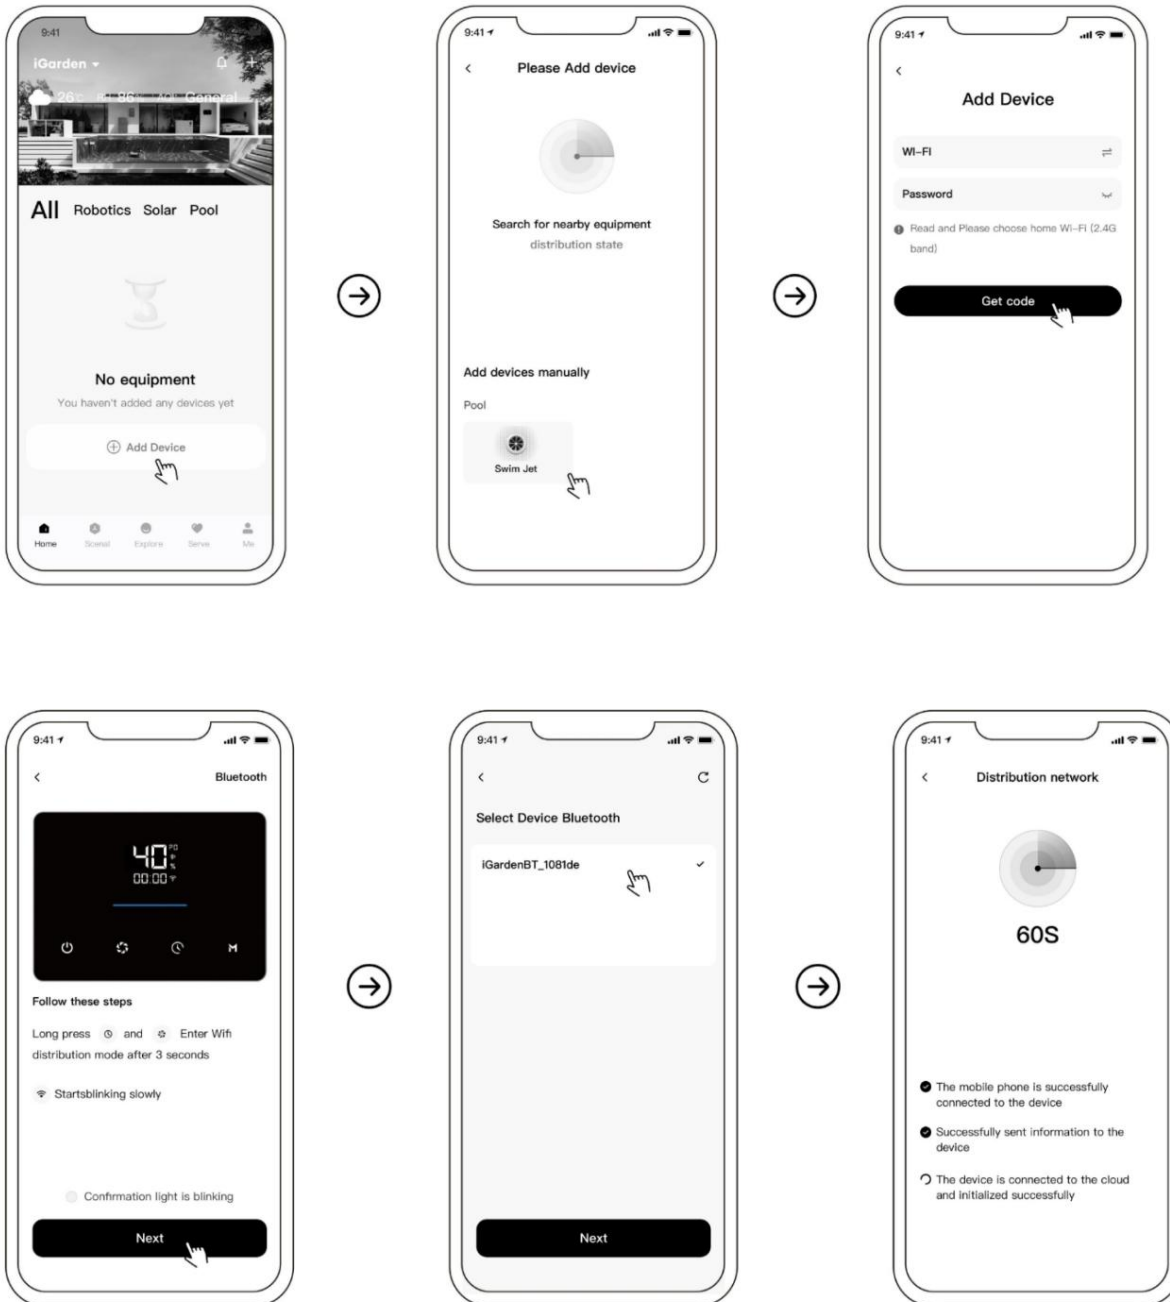 9:41
iGarden
26°C RH 86% AQI General
All Robotics Solar Pool
No equipment
You haven't added any devices yet
Add Device
Home Scenel Explore Serve Me
9:41
Please Add device
Search for nearby equipment
distribution state
Add devices manually
Pool
Swim Jet
9:41
Add Device
WI-FI
Password
Read and Please choose home Wi-Fi (2.4G
band)
Get code
9:41
Bluetooth
40
00:00
M
Follow these steps
Long press and Enter Wifi
distribution mode after 3 seconds
Startsblinking slowly
Confirmation light is blinking
Next
9:41
Select Device Bluetooth
iGardenBT_1081de
Next
9:41
Distribution network
60S
The mobile phone is successfully
connected to the device
Successfully sent information to the
device
The device is connected to the cloud
and initialized successfully